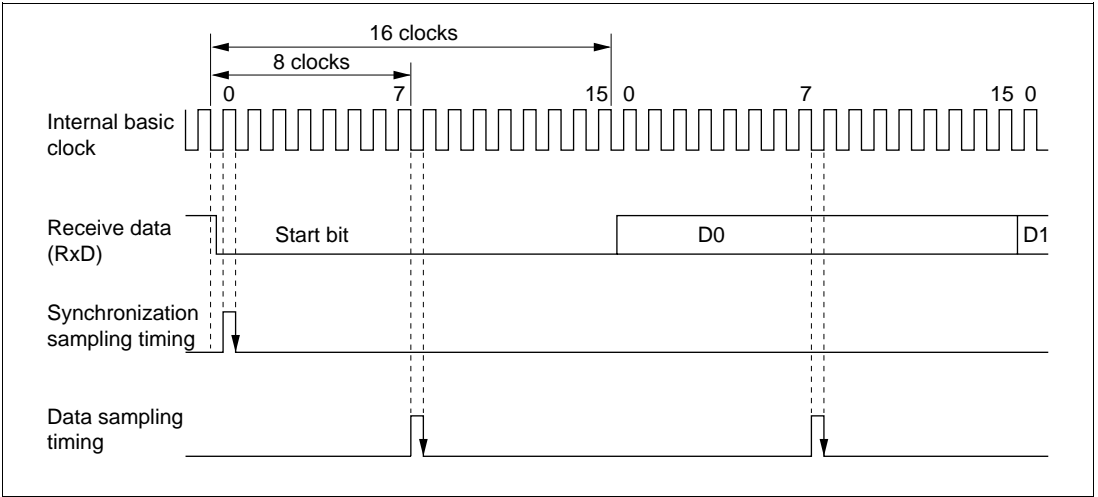 16 clocks
8 clocks
0 7 15 0 7 15 0
Internal basic
clock
Receive data
(RxD)
Start bit D0 D1
Synchronization
sampling timing
Data sampling
timing